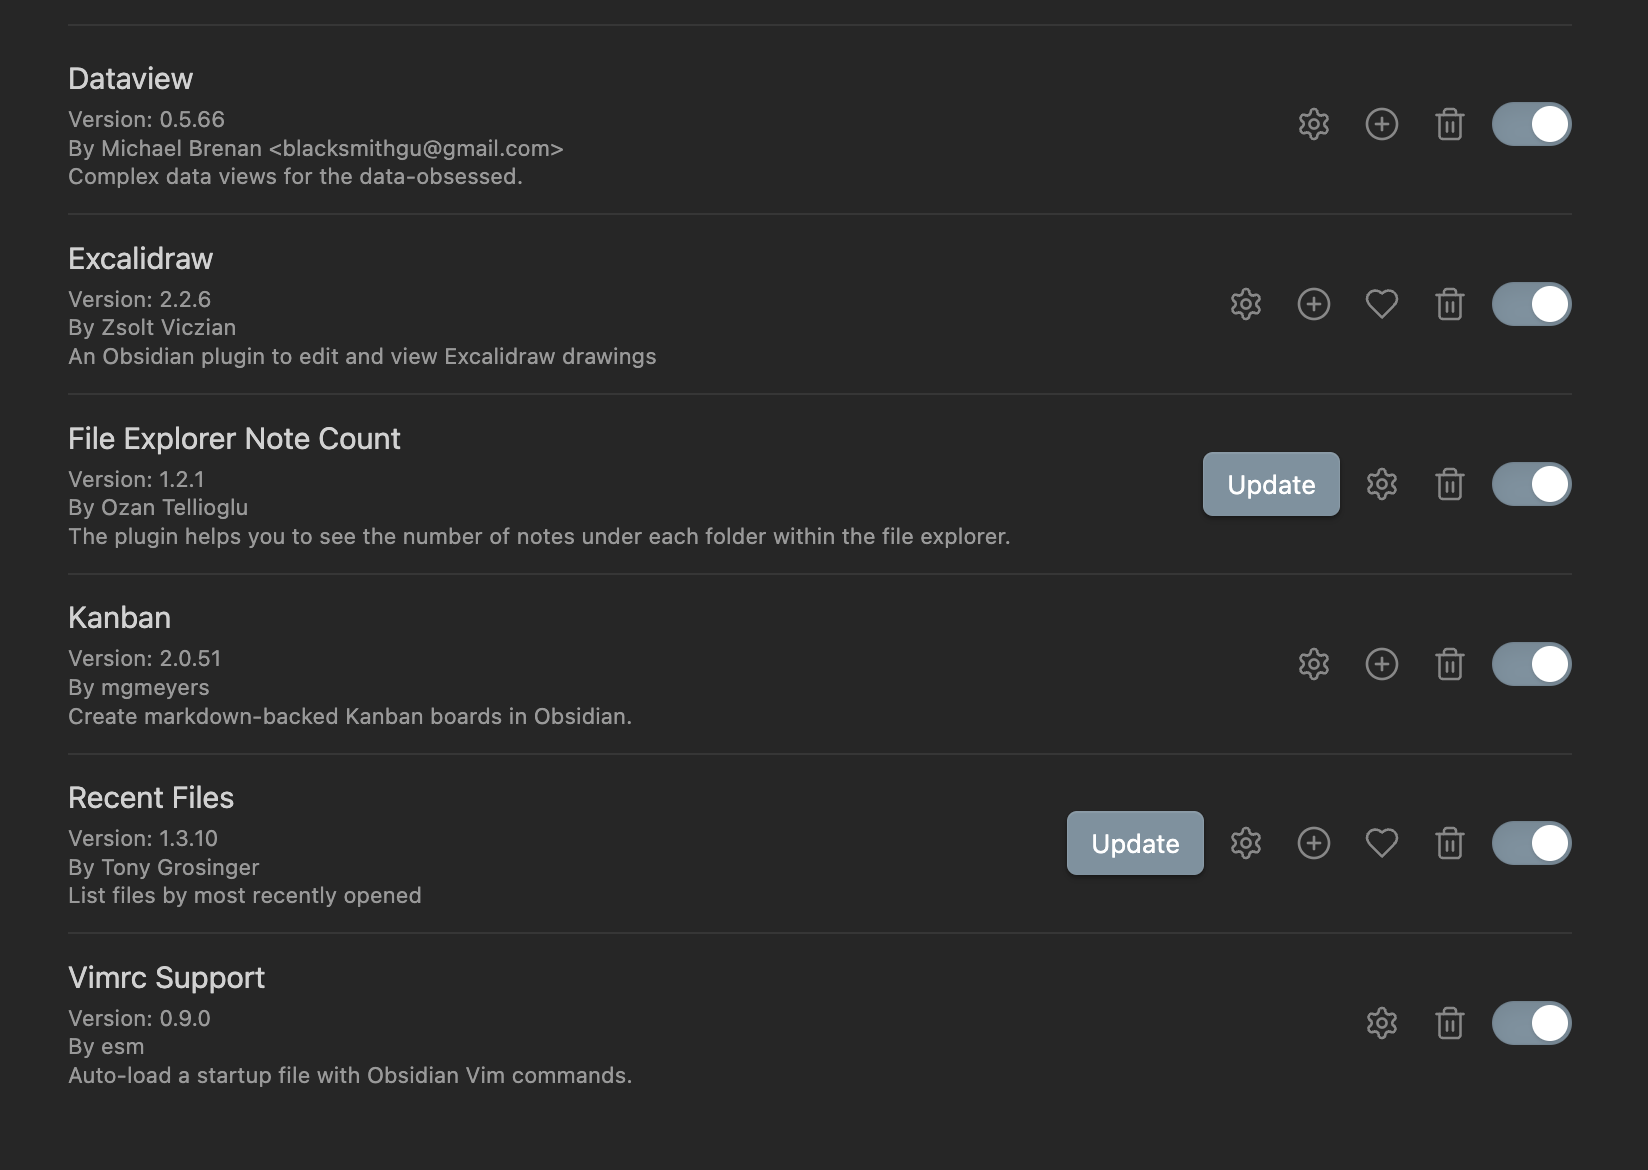 Dataview
Version: 0.5.66
By Michael Brenan <blacksmithgu@gmail.com>
Complex data views for the data-obsessed.
Excalidraw
Version: 2.2.6
By Zsolt Viczian
An Obsidian plugin to edit and view Excalidraw drawings
File Explorer Note Count
Version: 1.2.1
By Ozan Tellioglu
The plugin helps you to see the number of notes under each folder within the file explorer.
Update
Kanban
Version: 2.0.51
By mgmeyers
Create markdown-backed Kanban boards in Obsidian.
Recent Files
Version: 1.3.10
By Tony Grosinger
List files by most recently opened
Update
Vimrc Support
Version: 0.9.0
By esm
Auto-load a startup file with Obsidian Vim commands.